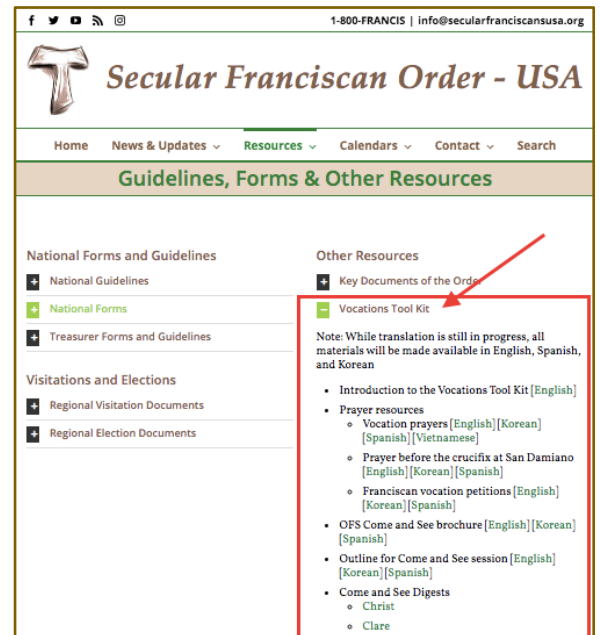 1-800-FRANCIS | info@secularfranciscansusa.org
Secular Franciscan Order - USA
Home News & Updates Resources Calendars Contact Search
Guidelines, Forms & Other Resources
National Forms and Guidelines
National Guidelines
National Forms
Treasurer Forms and Guidelines
Visitations and Elections
Regional Visitation Documents
Regional Election Documents
Other Resources
Key Documents of the Order
Vocations Tool Kit
Note: While translation is still in progress, all
materials will be made available in English, Spanish,
and Korean
• Introduction to the Vocations Tool Kit [English]
• Prayer resources
Vocation prayers [English][Korean]
[Spanish][Vietnamese]
Prayer before the crucifix at San Damiano
[English][Korean][Spanish]
Franciscan vocation petitions [English]
[Korean][Spanish]
• OFS Come and See brochure [English][Korean]
[Spanish]
• Outline for Come and See session [English]
[Korean][Spanish]
• Come and See Digests
Christ
Clare